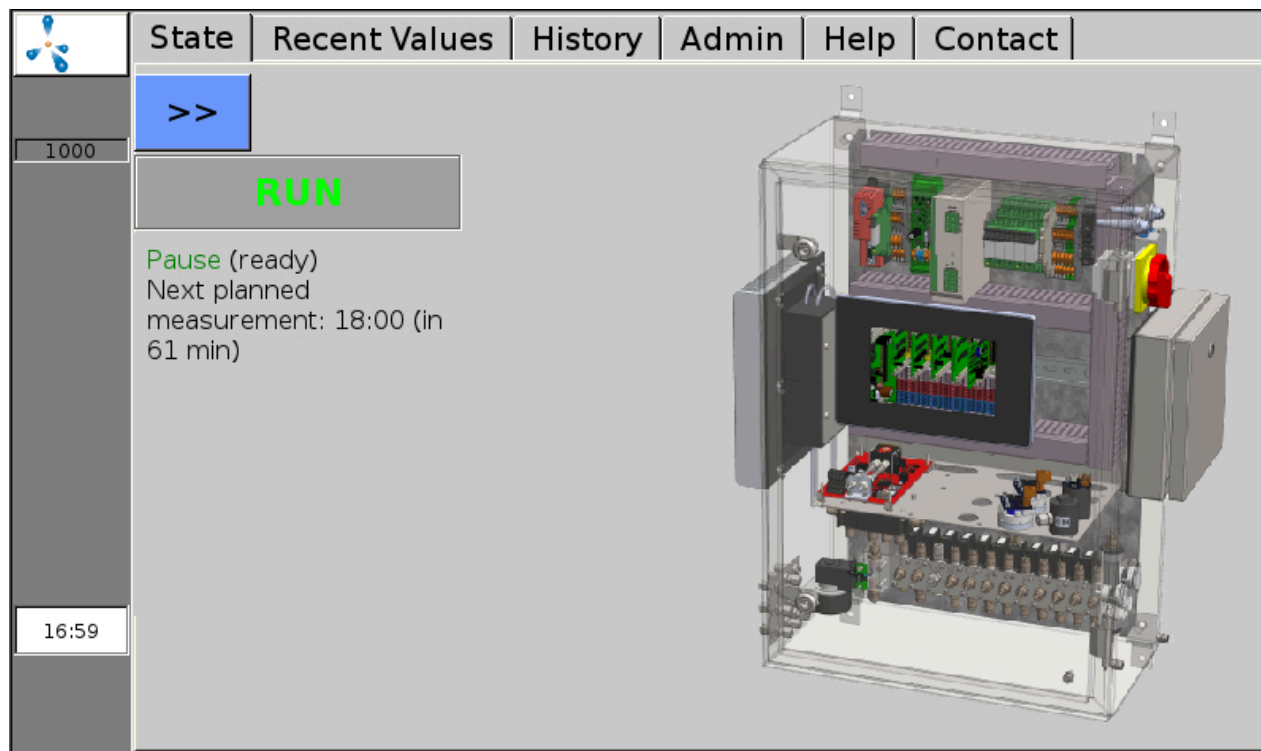 State Recent Values History Admin Help Contact
>>
1000
RUN
Pause (ready)
Next planned
measurement: 18:00 (in
61 min)
16:59